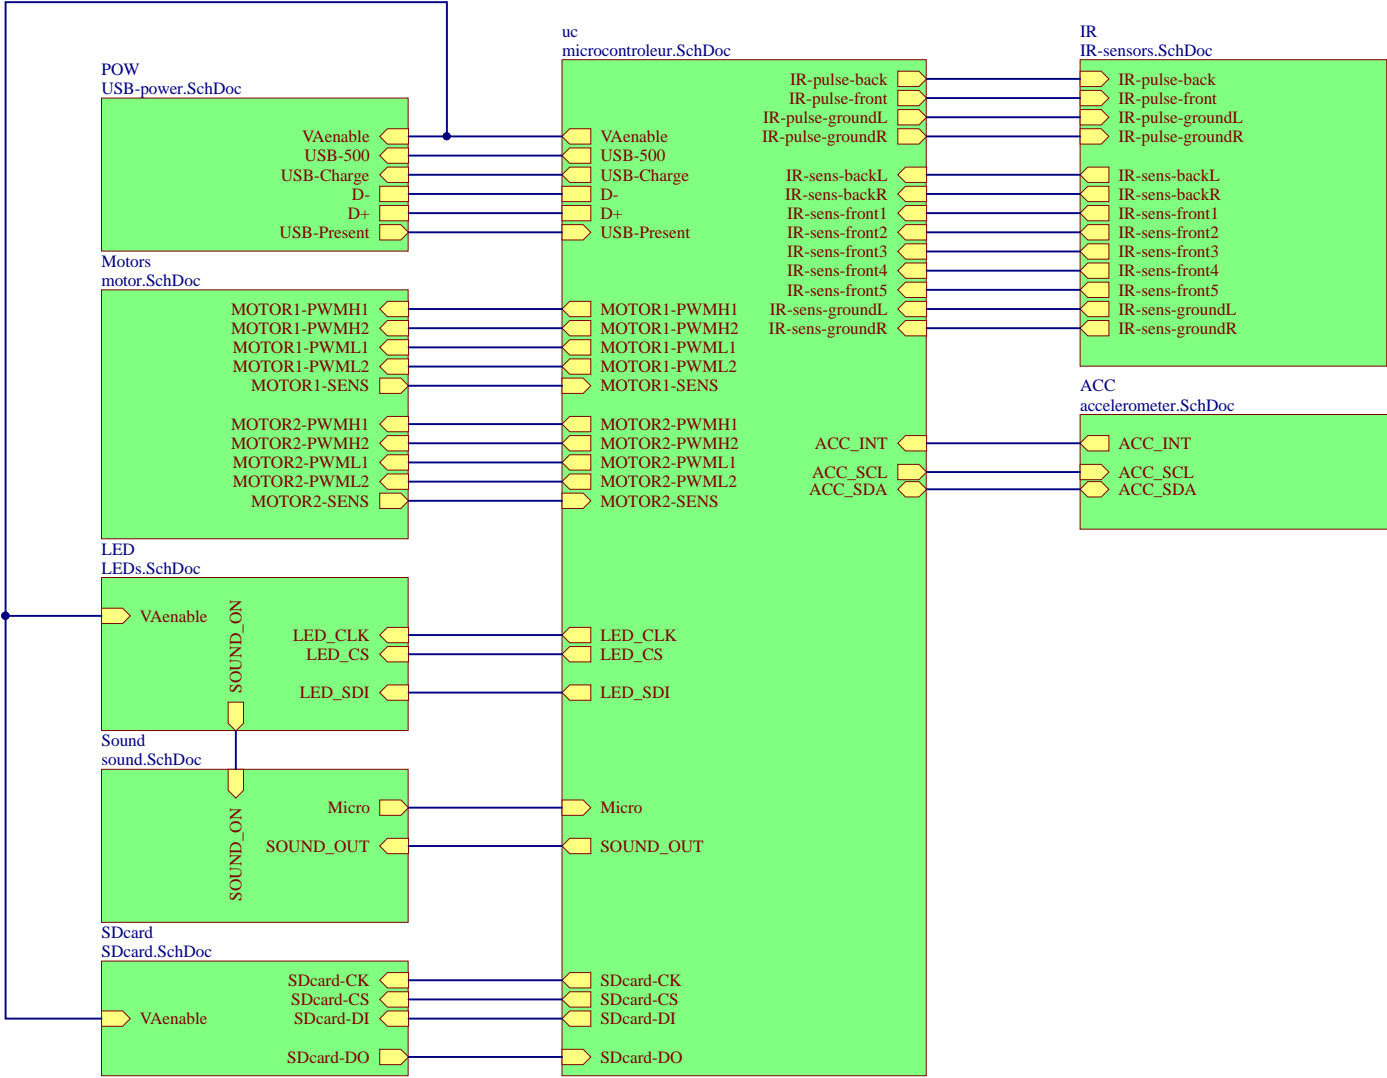 POW
USB-power.SchDoc
VAenable
USB-500
USB-Charge
D-
D+
USB-Present
Motors
motor.SchDoc
MOTOR1-PWMH1
MOTOR1-PWMH2
MOTOR1-PWML1
MOTOR1-PWML2
MOTOR1-SENS
MOTOR2-PWMH1
MOTOR2-PWMH2
MOTOR2-PWML1
MOTOR2-PWML2
MOTOR2-SENS
LED
LEDs.SchDoc
VAenable
SOUND_ON
LED_CLK
LED_CS
LED_SDI
Sound
sound.SchDoc
SOUND_ON
Micro
SOUND_OUT
SDcard
SDcard.SchDoc
VAenable
SDcard-CK
SDcard-CS
SDcard-DI
SDcard-DO
uc
microcontroleur.SchDoc
VAenable
USB-500
USB-Charge
D-
D+
USB-Present
MOTOR1-PWMH1
MOTOR1-PWMH2
MOTOR1-PWML1
MOTOR1-PWML2
MOTOR1-SENS
MOTOR2-PWMH1
MOTOR2-PWMH2
MOTOR2-PWML1
MOTOR2-PWML2
MOTOR2-SENS
LED_CLK
LED_CS
LED_SDI
Micro
SOUND_OUT
SDcard-CK
SDcard-CS
SDcard-DI
SDcard-DO
IR-pulse-back
IR-pulse-front
IR-pulse-groundL
IR-pulse-groundR
IR-sens-backL
IR-sens-backR
IR-sens-front1
IR-sens-front2
IR-sens-front3
IR-sens-front4
IR-sens-front5
IR-sens-groundL
IR-sens-groundR
ACC_INT
ACC_SCL
ACC_SDA
IR
IR-sensors.SchDoc
IR-pulse-back
IR-pulse-front
IR-pulse-groundL
IR-pulse-groundR
IR-sens-backL
IR-sens-backR
IR-sens-front1
IR-sens-front2
IR-sens-front3
IR-sens-front4
IR-sens-front5
IR-sens-groundL
IR-sens-groundR
ACC
accelerometer.SchDoc
ACC_INT
ACC_SCL
ACC_SDA